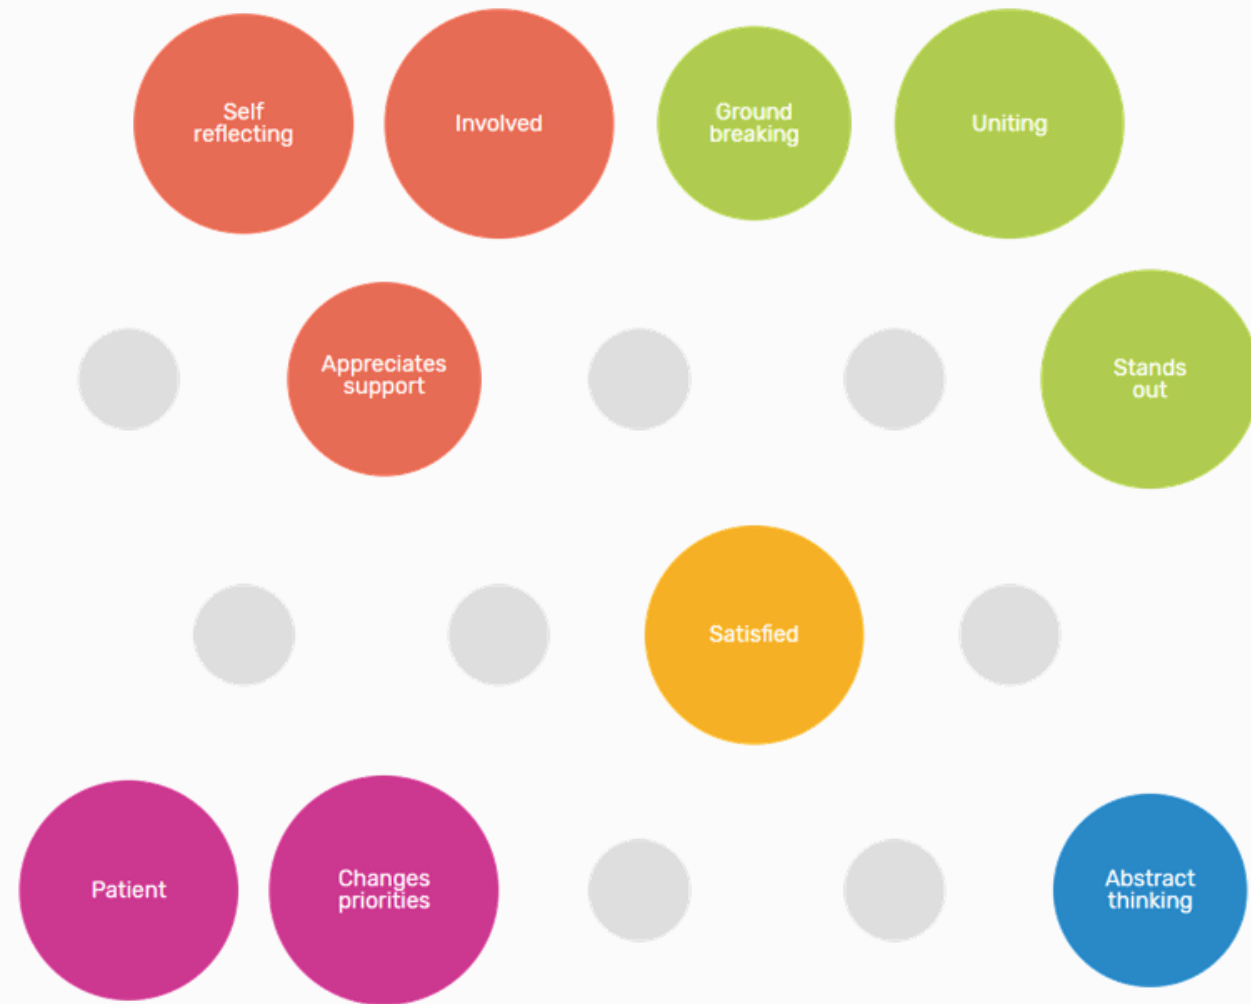 Self
reflecting
Involved
Ground
breaking
Uniting
Appreciates
support
Stands
out
Satisfied
Patient
Changes
priorities
Abstract
thinking